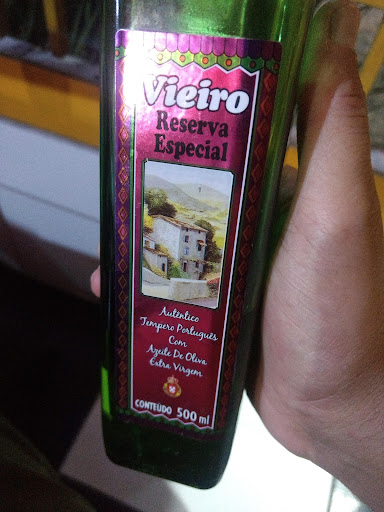 Vieiro
Reserva
Especial
Autêntico
Tempero Português
Com
Azeite De Oliva
Extra Virgem
CONTEÚDO 500 ml